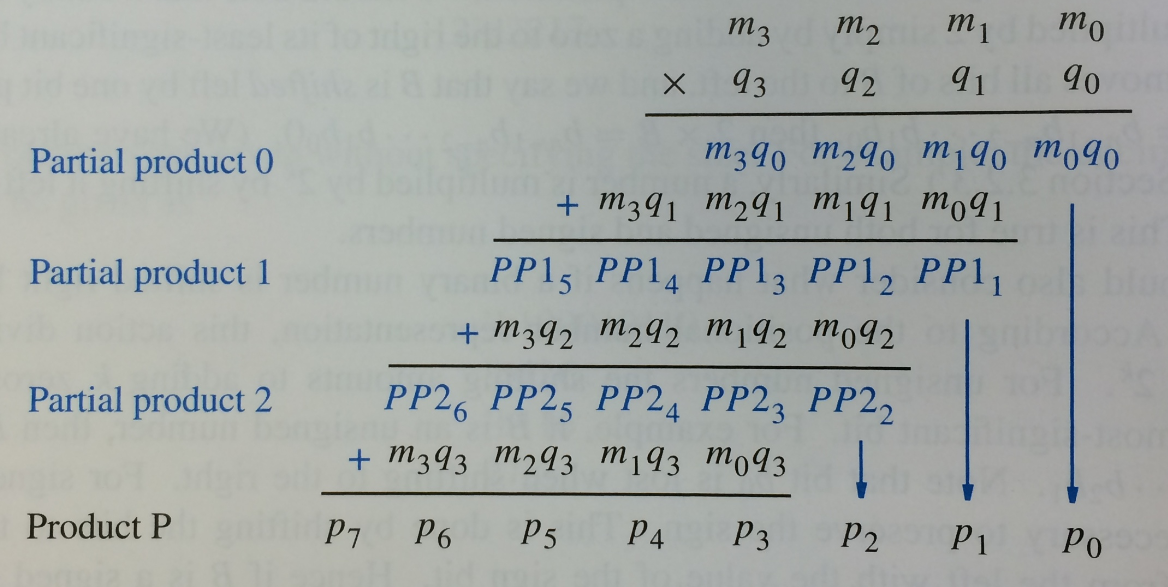 m₃ m₂ m₁ m₀
× q₃ q₂ q₁ q₀
Partial product 0 m₃q₀ m₂q₀ m₁q₀ m₀q₀
+ m₃q₁ m₂q₁ m₁q₁ m₀q₁
Partial product 1 PP1₅ PP1₄ PP1₃ PP1₂ PP1₁
+ m₃q₂ m₂q₂ m₁q₂ m₀q₂
Partial product 2 PP2₆ PP2₅ PP2₄ PP2₃ PP2₂
+ m₃q₃ m₂q₃ m₁q₃ m₀q₃
Product P p₇ p₆ p₅ p₄ p₃ p₂ p₁ p₀